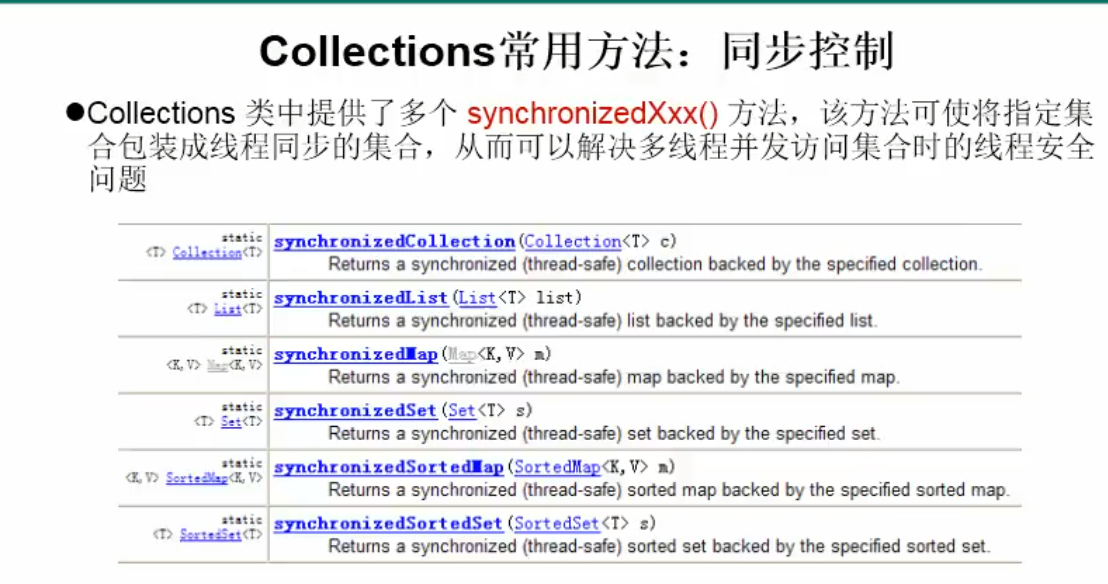 Collections常用方法：同步控制
●Collections 类中提供了多个 synchronizedXxx() 方法，该方法可使将指定集
合包装成线程同步的集合，从而可以解决多线程并发访问集合时的线程安全
问题
static
<T> Collection<T>
synchronizedCollection(Collection<T> c)
Returns a synchronized (thread-safe) collection backed by the specified collection.
static
<T> List<T>
synchronizedList(List<T> list)
Returns a synchronized (thread-safe) list backed by the specified list.
static
<K,V> Map<K,V>
synchronizedMap(Map<K,V> m)
Returns a synchronized (thread-safe) map backed by the specified map.
static
<T> Set<T>
synchronizedSet(Set<T> s)
Returns a synchronized (thread-safe) set backed by the specified set.
static
<K,V> SortedMap<K,V>
synchronizedSortedMap(SortedMap<K,V> m)
Returns a synchronized (thread-safe) sorted map backed by the specified sorted map.
static
<T> SortedSet<T>
synchronizedSortedSet(SortedSet<T> s)
Returns a synchronized (thread-safe) sorted set backed by the specified sorted set.